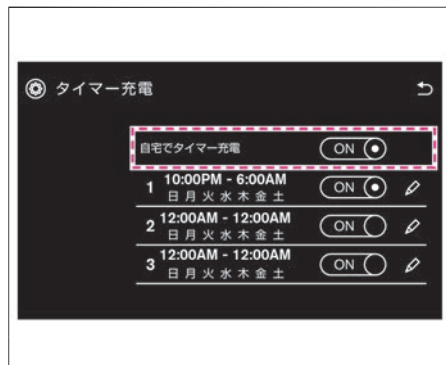 タイマー充電
自宅でタイマー充電 ON
1 10:00PM - 6:00AM ON
日 月 火 水 木 金 土
2 12:00AM - 12:00AM ON
日 月 火 水 木 金 土
3 12:00AM - 12:00AM ON
日 月 火 水 木 金 土